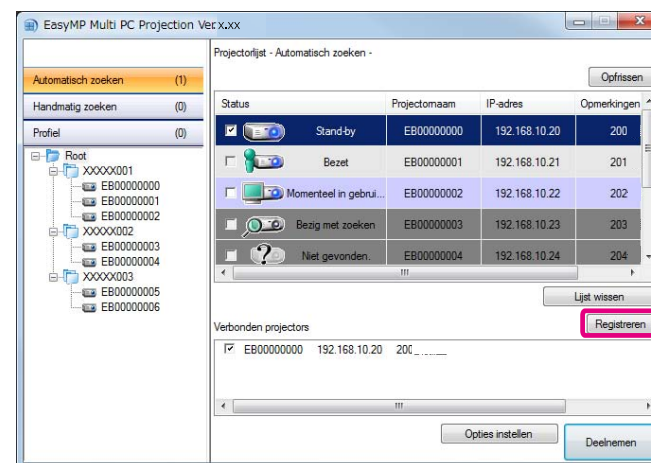 EasyMP Multi PC Projection Ver.x.xx
Projectorlijst - Automatisch zoeken -
Automatisch zoeken (1)
Opfrissen
Handmatig zoeken (0)
Status Projectornaam IP-adres Opmerkingen
Profiel (0)
Stand-by EB00000000 192.168.10.20 200
Root
XXXXX001
Bezet EB00000001 192.168.10.21 201
EB00000000
EB00000001
Momenteel in gebrui... EB00000002 192.168.10.22 202
EB00000002
XXXXX002
Bezig met zoeken EB00000003 192.168.10.23 203
EB00000003
EB00000004
Niet gevonden. EB00000004 192.168.10.24 204
XXXXX003
EB00000005
EB00000006
Lijst wissen
Verbonden projectors
Registreren
EB00000000 192.168.10.20 200
Opties instellen
Deelnemen